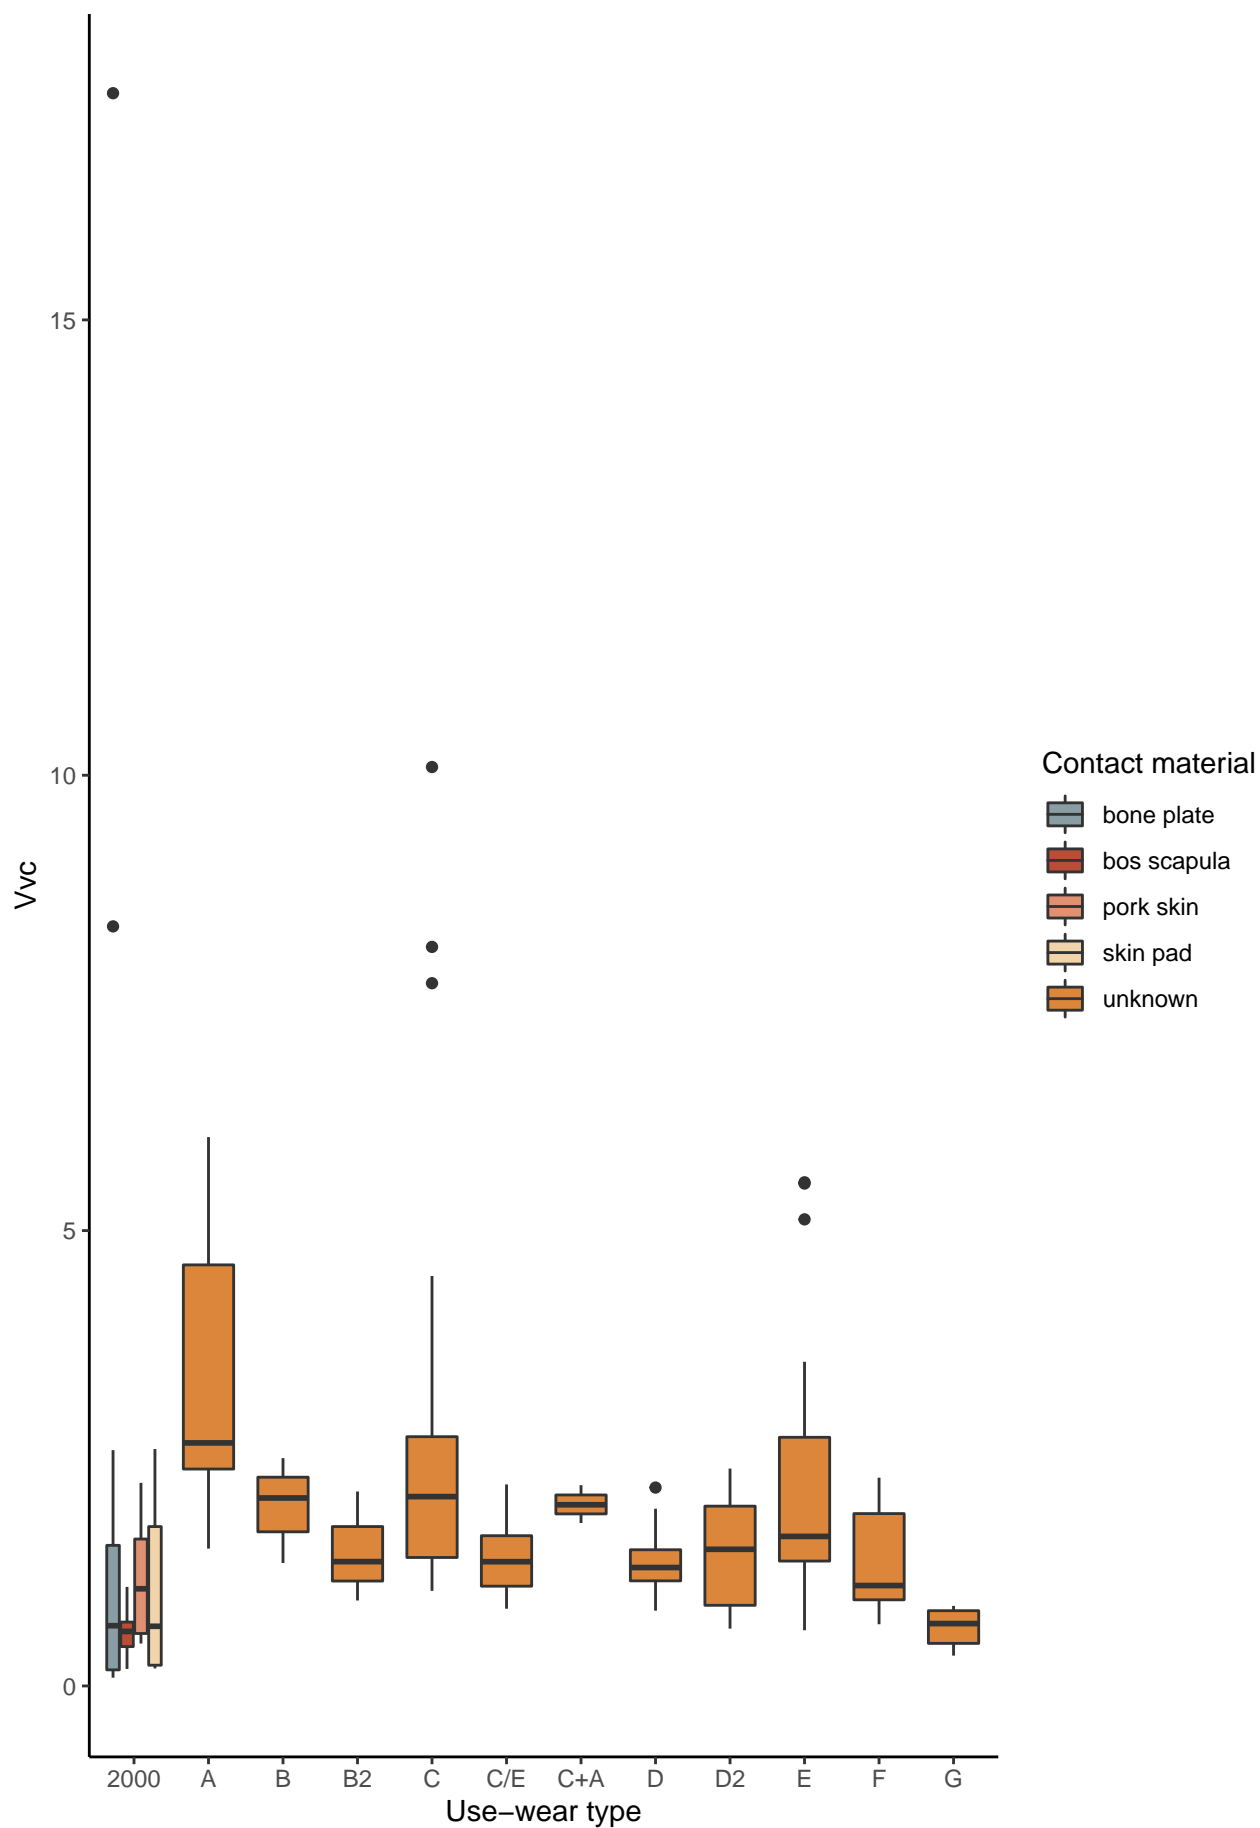 15
10
5
0
Vvc
2000 A B B2 C C/E C+A D D2 E F G
Use−wear type
Contact material
bone plate
bos scapula
pork skin
skin pad
unknown